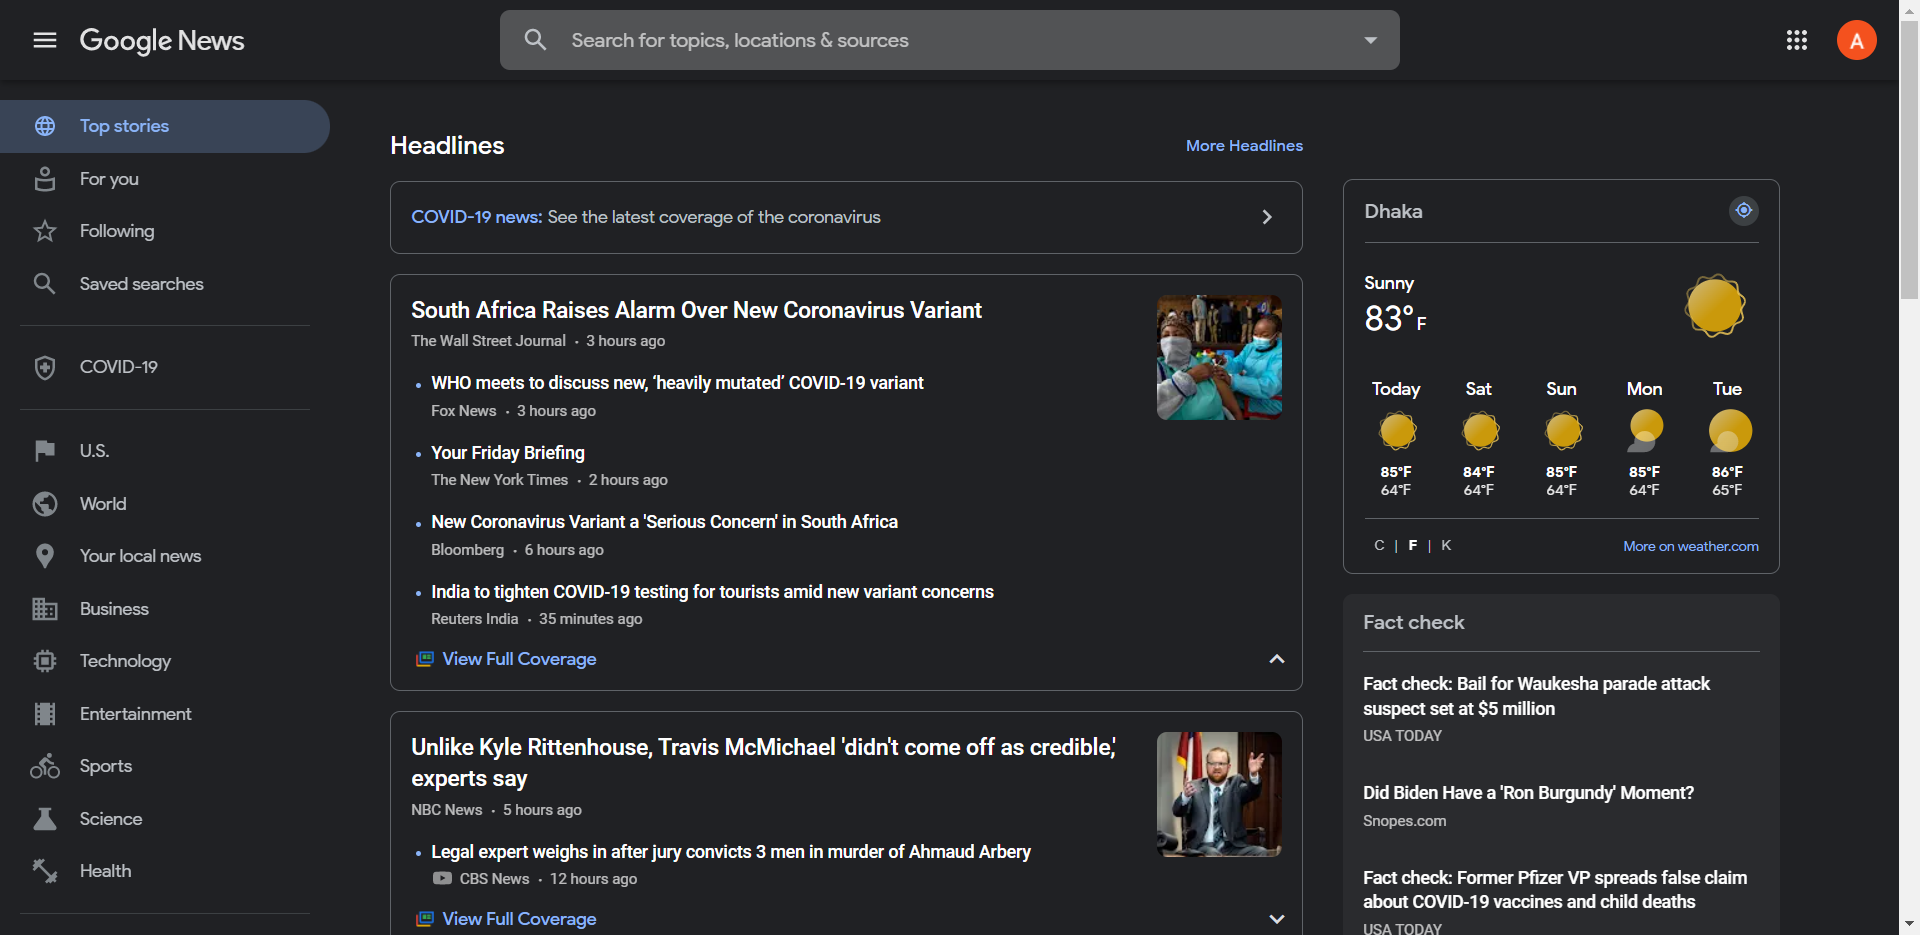 Google News
Search for topics, locations & sources
A
Top stories
For you
Following
Saved searches
COVID-19
U.S.
World
Your local news
Business
Technology
Entertainment
Sports
Science
Health
Headlines
More Headlines
COVID-19 news: See the latest coverage of the coronavirus
South Africa Raises Alarm Over New Coronavirus Variant
The Wall Street Journal · 3 hours ago
• WHO meets to discuss new, ‘heavily mutated’ COVID-19 variant
Fox News · 3 hours ago
• Your Friday Briefing
The New York Times · 2 hours ago
• New Coronavirus Variant a 'Serious Concern' in South Africa
Bloomberg · 6 hours ago
• India to tighten COVID-19 testing for tourists amid new variant concerns
Reuters India · 35 minutes ago
View Full Coverage
Unlike Kyle Rittenhouse, Travis McMichael 'didn't come off as credible,'
experts say
NBC News · 5 hours ago
• Legal expert weighs in after jury convicts 3 men in murder of Ahmaud Arbery
CBS News · 12 hours ago
View Full Coverage
Dhaka
Sunny
83°F
Today Sat Sun Mon Tue
85°F 84°F 85°F 85°F 86°F
64°F 64°F 64°F 64°F 65°F
C | F | K
More on weather.com
Fact check
Fact check: Bail for Waukesha parade attack
suspect set at $5 million
USA TODAY
Did Biden Have a 'Ron Burgundy' Moment?
Snopes.com
Fact check: Former Pfizer VP spreads false claim
about COVID-19 vaccines and child deaths
USA TODAY